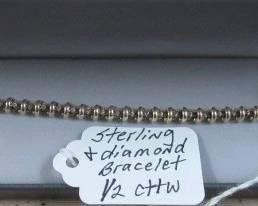 Sterling
+ diamond
Bracelet
1/2 CTTW